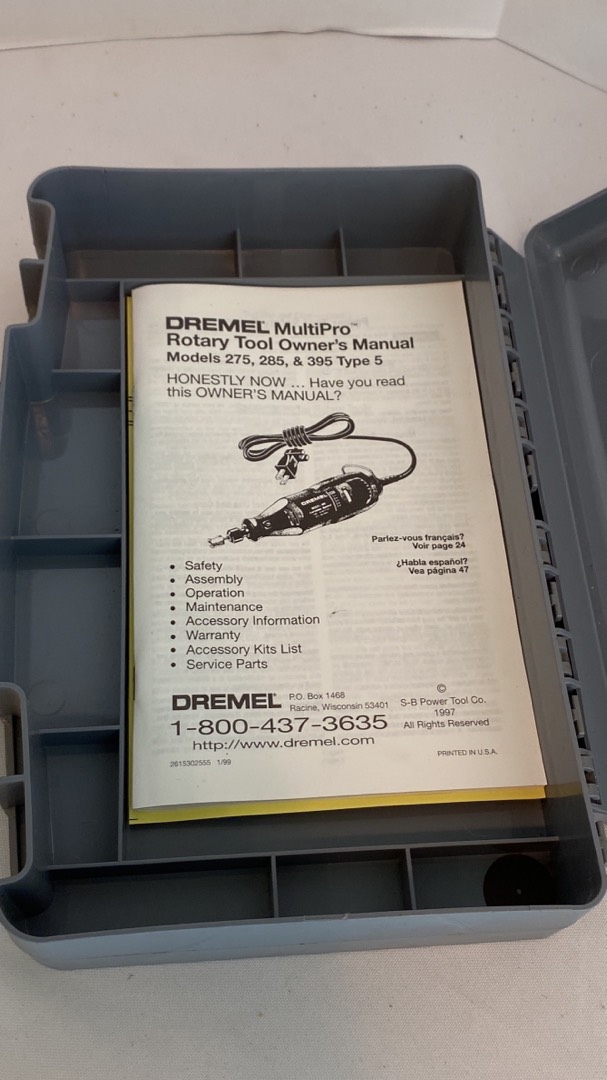 DREMEL MultiPro™
Rotary Tool Owner's Manual
Models 275, 285, & 395 Type 5
HONESTLY NOW ... Have you read
this OWNER'S MANUAL?
DREMEL
Parlez-vous français?
Voir page 24
¿Habla español?
Vea página 47
• Safety
• Assembly
• Operation
• Maintenance
• Accessory Information
• Warranty
• Accessory Kits List
• Service Parts
DREMEL
P.O. Box 1468
Racine, Wisconsin 53401
1-800-437-3635
http://www.dremel.com
©
S-B Power Tool Co.
1997
All Rights Reserved
2615302555 1/99
PRINTED IN U.S.A.